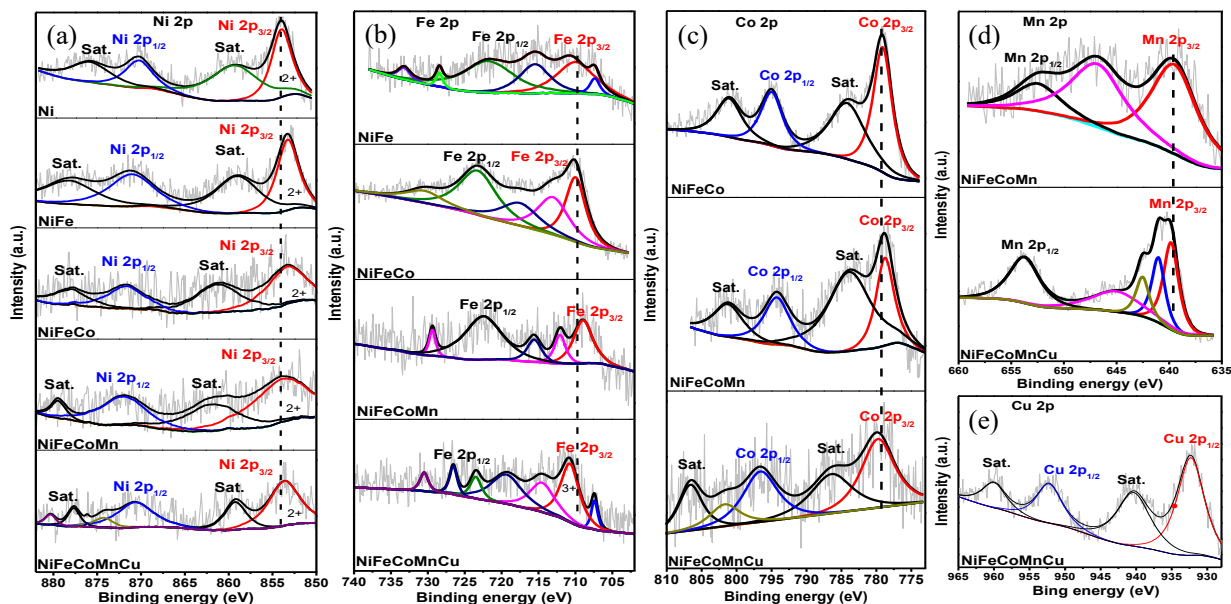 (a)
Ni 2p
Ni 2p3/2
Sat.
Ni 2p1/2
Sat.
2+
Ni
Ni 2p3/2
Sat.
Ni 2p1/2
Sat.
2+
NiFe
Ni 2p3/2
Sat.
Ni 2p1/2
Sat.
2+
NiFeCo
Ni 2p3/2
Sat.
Ni 2p1/2
Sat.
2+
NiFeCoMn
Ni 2p3/2
Sat.
Ni 2p1/2
Sat.
2+
NiFeCoMnCu
880 870 860 850
Binding energy (eV)
Intensity (a.u.)
(b)
Fe 2p
Fe 2p1/2
Fe 2p3/2
NiFe
Fe 2p1/2
Fe 2p3/2
NiFeCo
Fe 2p1/2
Fe 2p3/2
NiFeCoMn
Fe 2p1/2
Fe 2p3/2
3+
NiFeCoMnCu
740 735 730 725 720 715 710 705
Binding energy (eV)
Intensity (a.u.)
(c)
Co 2p
Co 2p3/2
Sat.
Co 2p1/2
Sat.
NiFeCo
Co 2p3/2
Sat.
Co 2p1/2
Sat.
NiFeCoMn
Co 2p3/2
Sat.
Co 2p1/2
Sat.
NiFeCoMnCu
810 805 800 795 790 785 780 775
Binding energy (eV)
Intensity (a.u.)
(d)
Mn 2p
Mn 2p3/2
Mn 2p1/2
NiFeCoMn
Mn 2p3/2
Mn 2p1/2
NiFeCoMnCu
660 655 650 645 640 635
Binding energy (eV)
Intensity (a.u.)
(e)
Cu 2p
Cu 2p1/2
Sat.
Cu 2p1/2
Sat.
NiFeCoMnCu
965 960 955 950 945 940 935 930
Bing energy (eV)
Intensity (a.u.)